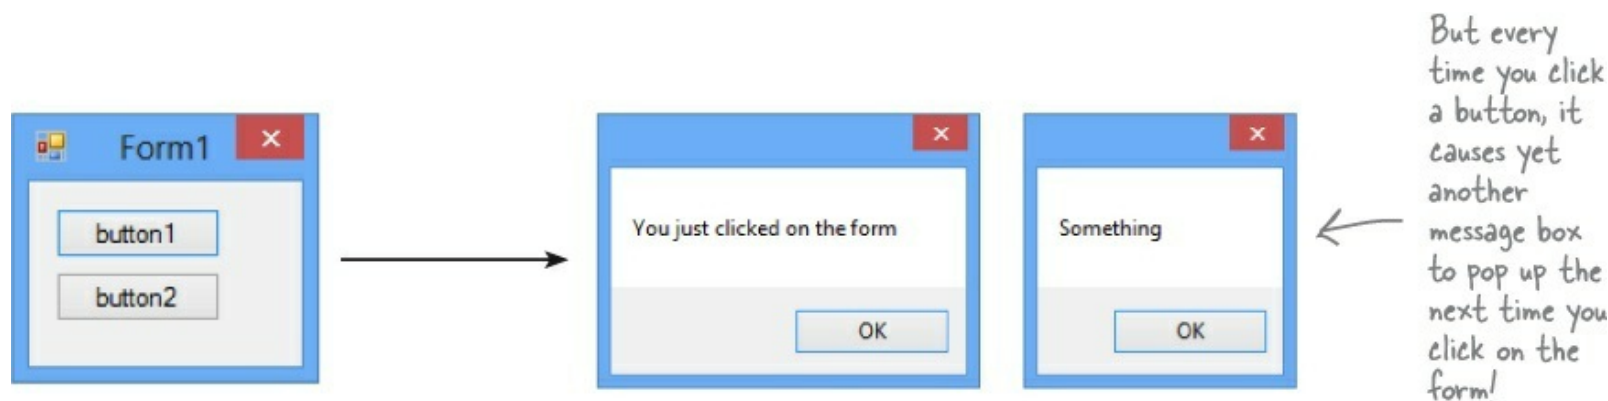 Form1
button1
button2
You just clicked on the form
OK
Something
OK
But every
time you click
a button, it
causes yet
another
message box
to pop up the
next time you
click on the
form!